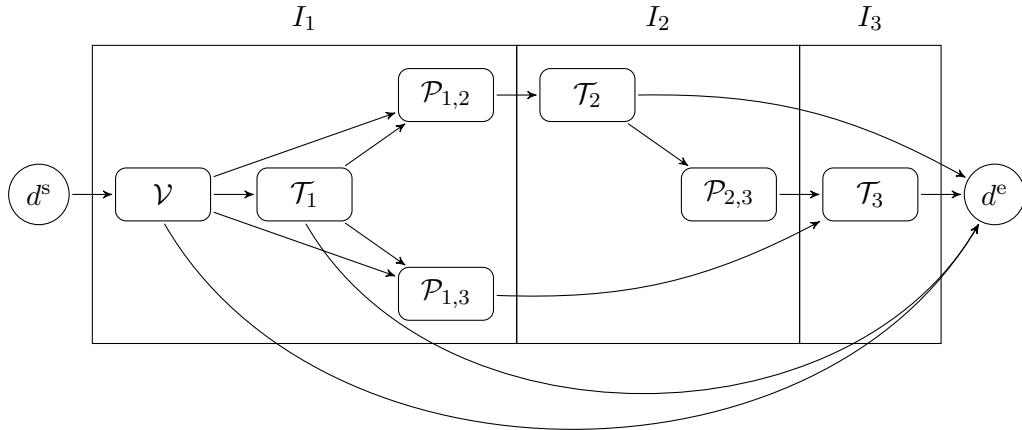 I₁ I₂ I₃
𝒫₁,₂ 𝒯₂
dˢ 𝒱 𝒯₁ 𝒫₂,₃ 𝒯₃ dᵉ
𝒫₁,₃